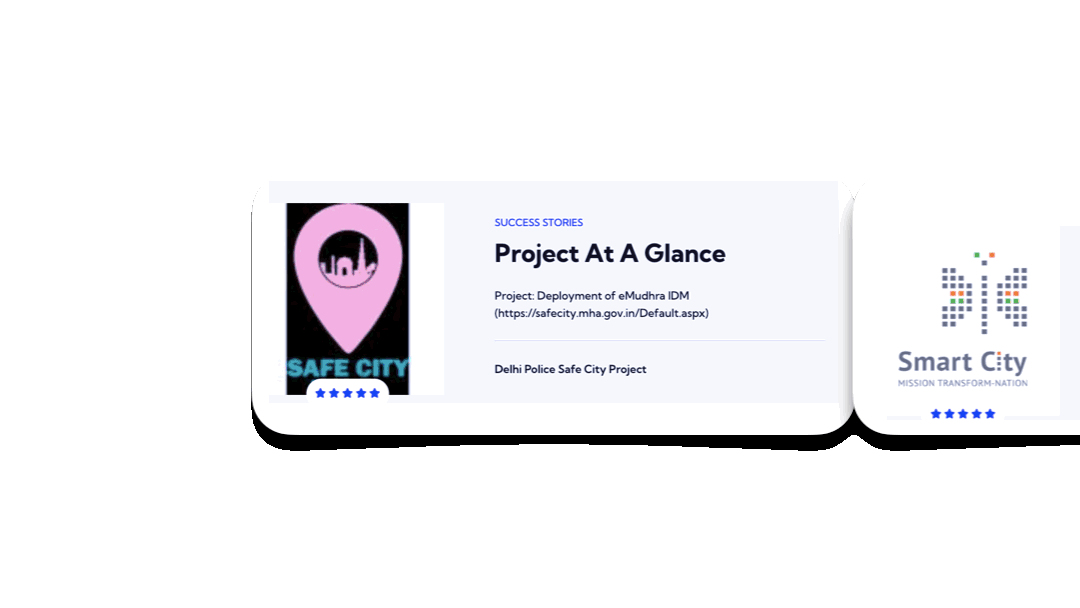 SAFE CITY
SUCCESS STORIES
Project At A Glance
Project: Deployment of eMudhra IDM
(https://safecity.mha.gov.in/Default.aspx)
Delhi Police Safe City Project
Smart City
MISSION TRANSFORM-NATION